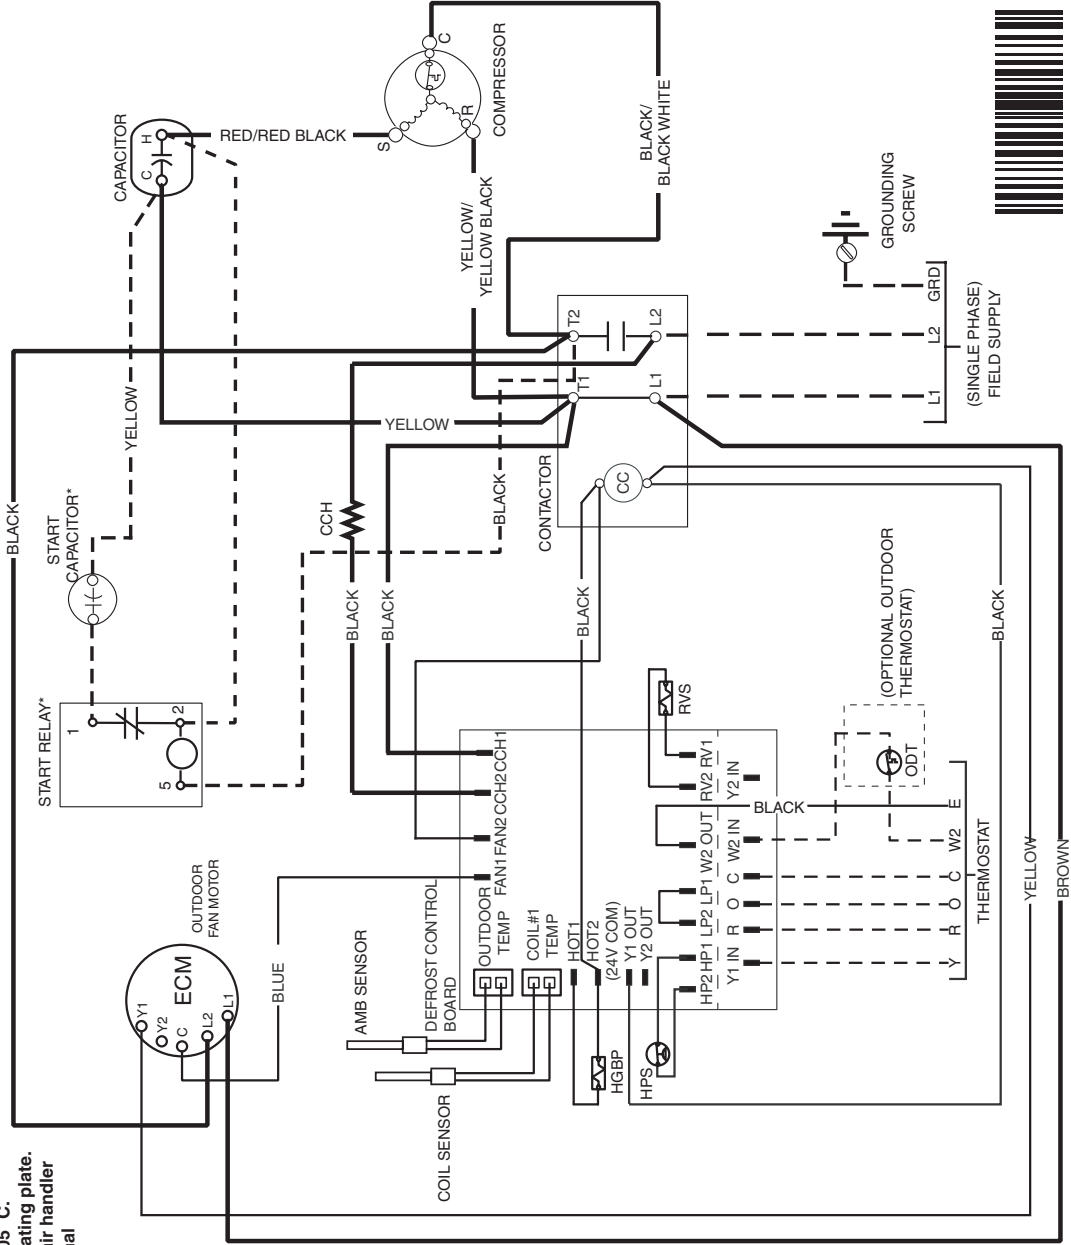 CAPACITOR
C
H
RED/RED BLACK
S
C
R
COMPRESSOR
BLACK/
BLACK WHITE
YELLOW/
YELLOW BLACK
GROUNDING
SCREW
GRD
L2
L1
(SINGLE PHASE)
FIELD SUPPLY
T2
L2
T1
L1
CONTACTOR
CC
BLACK
YELLOW
START
CAPACITOR*
YELLOW
CCH
BLACK
BLACK
BLACK
BLACK
START RELAY*
1
2
5
OUTDOOR
FAN MOTOR
ECM
Y1
Y2
C
L2
L1
BLUE
AMB SENSOR
COIL SENSOR
DEFROST CONTROL
BOARD
FAN1 FAN2 CCH2 CCH1
OUTDOOR
TEMP
COIL#1
TEMP
HOT1
HOT2
(24V COM)
Y1 OUT
Y2 OUT
HP2 HP1 LP2 LP1 W2 OUT RV2 RV1
Y1 IN R O C W2 IN Y2 IN
HGBP
HPS
RVS
BLACK
(OPTIONAL OUTDOOR
THERMOSTAT)
ODT
Y R O C W2 E
THERMOSTAT
BLACK
YELLOW
BROWN
C.
ating plate.
ir handler